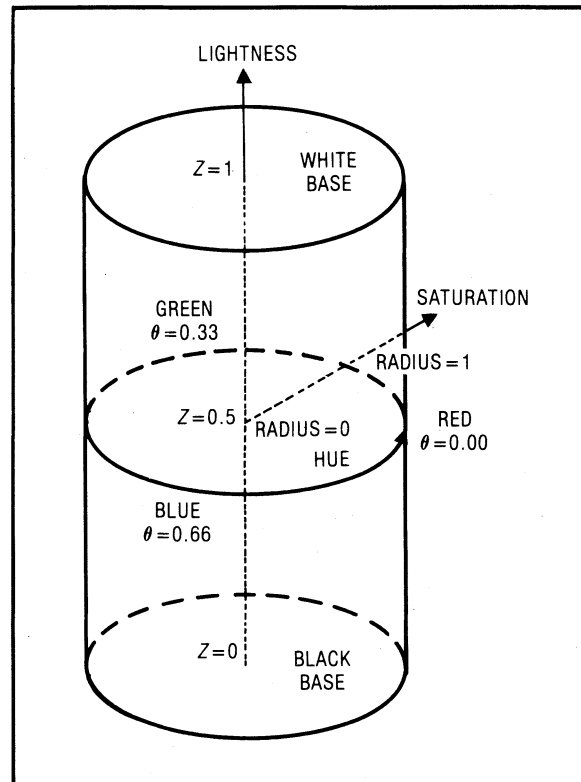 LIGHTNESS
Z=1
WHITE
BASE
SATURATION
GREEN
θ=0.33
RADIUS=1
Z=0.5
RADIUS=0
RED
θ=0.00
HUE
BLUE
θ=0.66
Z=0
BLACK
BASE